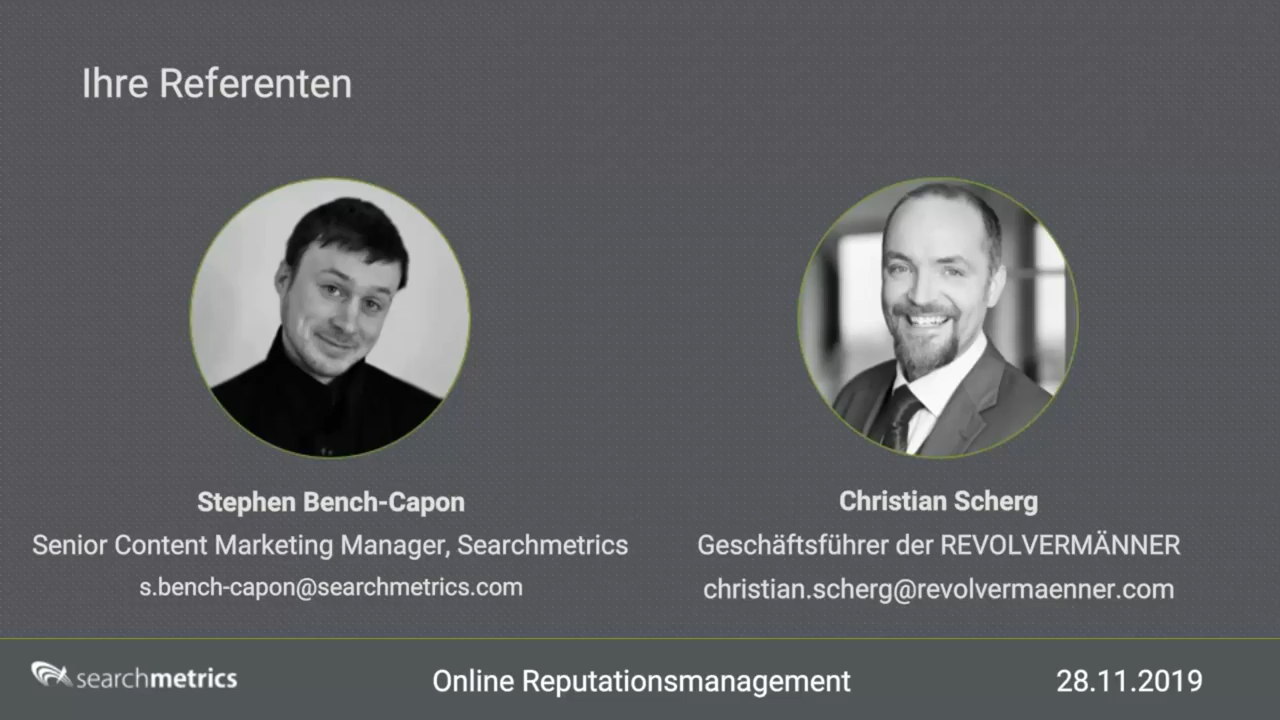 Ihre Referenten
Stephen Bench-Capon
Senior Content Marketing Manager, Searchmetrics
s.bench-capon@searchmetrics.com
Christian Scherg
Geschäftsführer der REVOLVERMÄNNER
christian.scherg@revolvermaenner.com
searchmetrics
Online Reputationsmanagement
28.11.2019